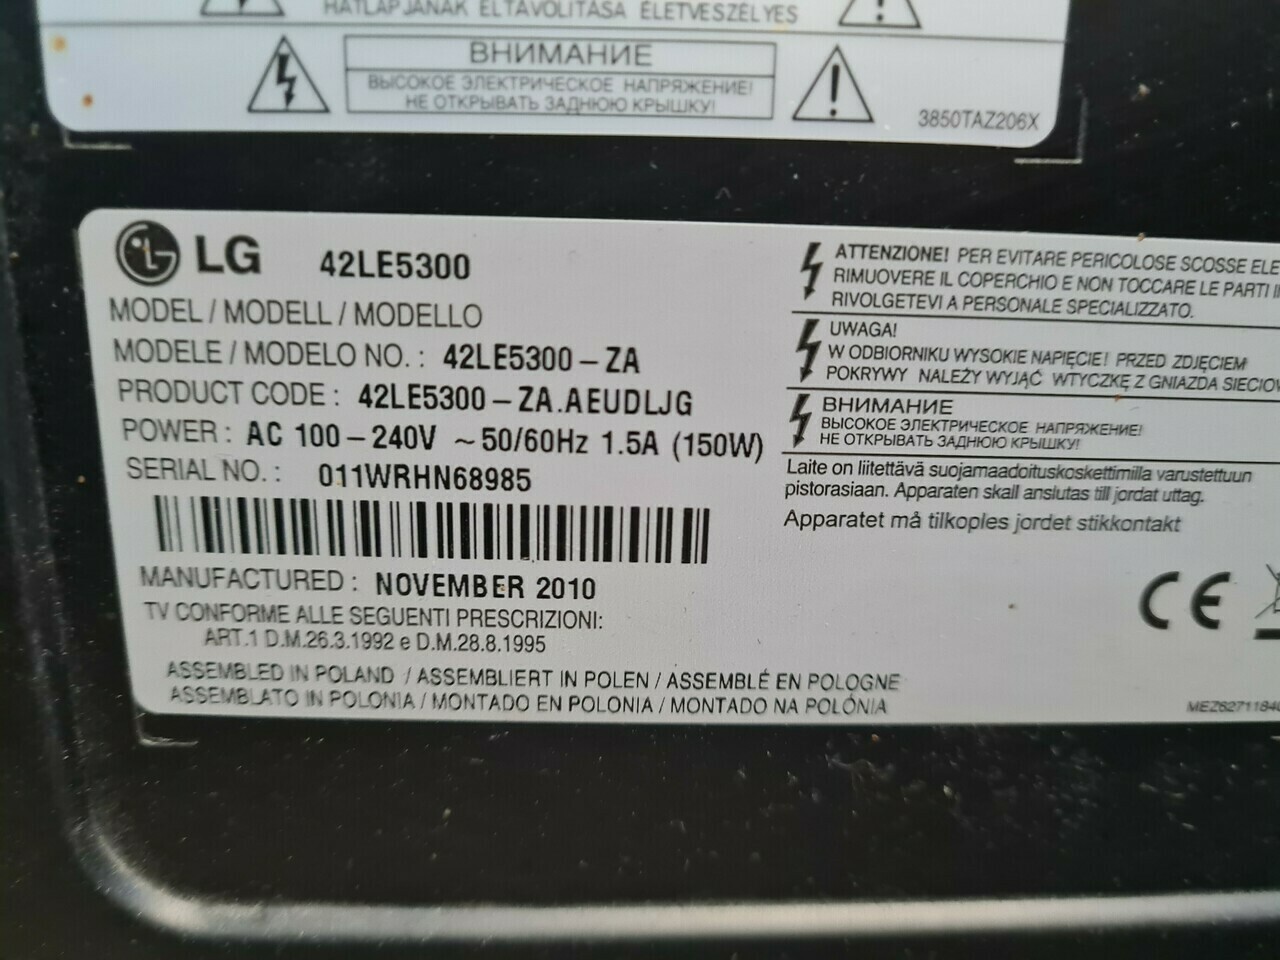 HATLAPJÁNAK ELTÁVOLÍTÁSA ÉLETVESZÉLYES
ВНИМАНИЕ
ВЫСОКОЕ ЭЛЕКТРИЧЕСКОЕ НАПРЯЖЕНИЕ!
НЕ ОТКРЫВАТЬ ЗАДНЮЮ КРЫШКУ!
3850TAZ206X
LG 42LE5300
MODEL / MODELL / MODELLO
MODELE / MODELO NO. : 42LE5300-ZA
PRODUCT CODE : 42LE5300-ZA.AEUDLJG
POWER : AC 100-240V ~50/60Hz 1.5A (150W)
SERIAL NO. : 011WRHN68985
MANUFACTURED : NOVEMBER 2010
TV CONFORME ALLE SEGUENTI PRESCRIZIONI:
ART.1 D.M.26.3.1992 e D.M.28.8.1995
ASSEMBLED IN POLAND / ASSEMBLIERT IN POLEN / ASSEMBLÉ EN POLOGNE
ASSEMBLATO IN POLONIA / MONTADO EN POLONIA / MONTADO NA POLÓNIA
ATTENZIONE! PER EVITARE PERICOLOSE SCOSSE ELE
RIMUOVERE IL COPERCHIO E NON TOCCARE LE PARTI
RIVOLGETEVI A PERSONALE SPECIALIZZATO.
UWAGA!
W ODBIORNIKU WYSOKIE NAPIĘCIE! PRZED ZDJĘCIEM
POKRYWY NALEŻY WYJĄĆ WTYCZKĘ Z GNIAZDA SIECIOW
ВНИМАНИЕ
ВЫСОКОЕ ЭЛЕКТРИЧЕСКОЕ НАПРЯЖЕНИЕ!
НЕ ОТКРЫВАТЬ ЗАДНЮЮ КРЫШКУ!
Laite on liitettävä suojamaadoituskoskettimilla varustettuun
pistorasiaan. Apparaten skall anslutas till jordat uttag.
Apparatet må tilkoples jordet stikkontakt
CE
MEZ62711840